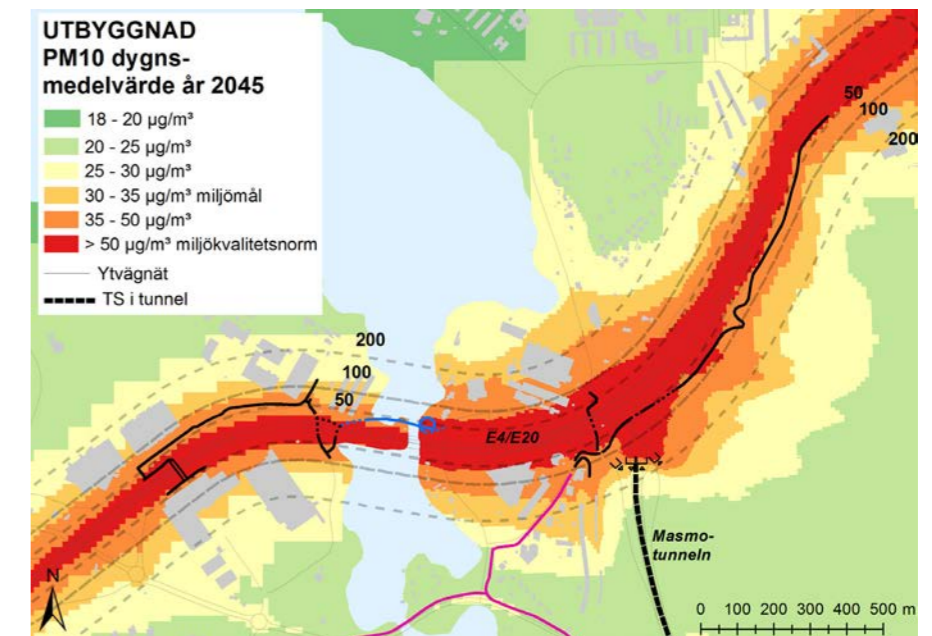 UTBYGGNAD
PM10 dygns-
medelvärde år 2045
18 - 20 µg/m³
20 - 25 µg/m³
25 - 30 µg/m³
30 - 35 µg/m³ miljömål
35 - 50 µg/m³
> 50 µg/m³ miljökvalitetsnorm
Ytvägnät
TS i tunnel
50
100
200
200
100
50
E4/E20
Masmo-
tunneln
N
0 100 200 300 400 500 m